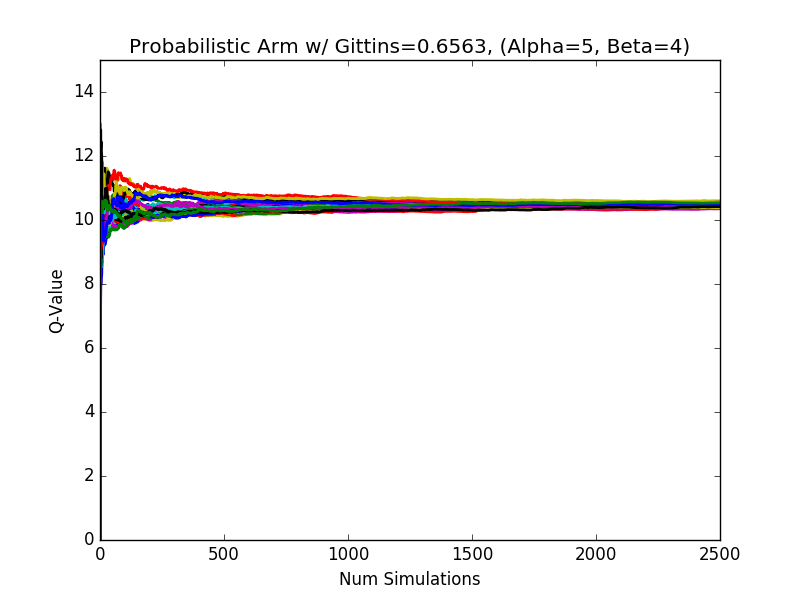 Probabilistic Arm w/ Gittins=0.6563, (Alpha=5, Beta=4)
14
12
10
8
6
4
2
0
Q-Value
0 500 1000 1500 2000 2500
Num Simulations